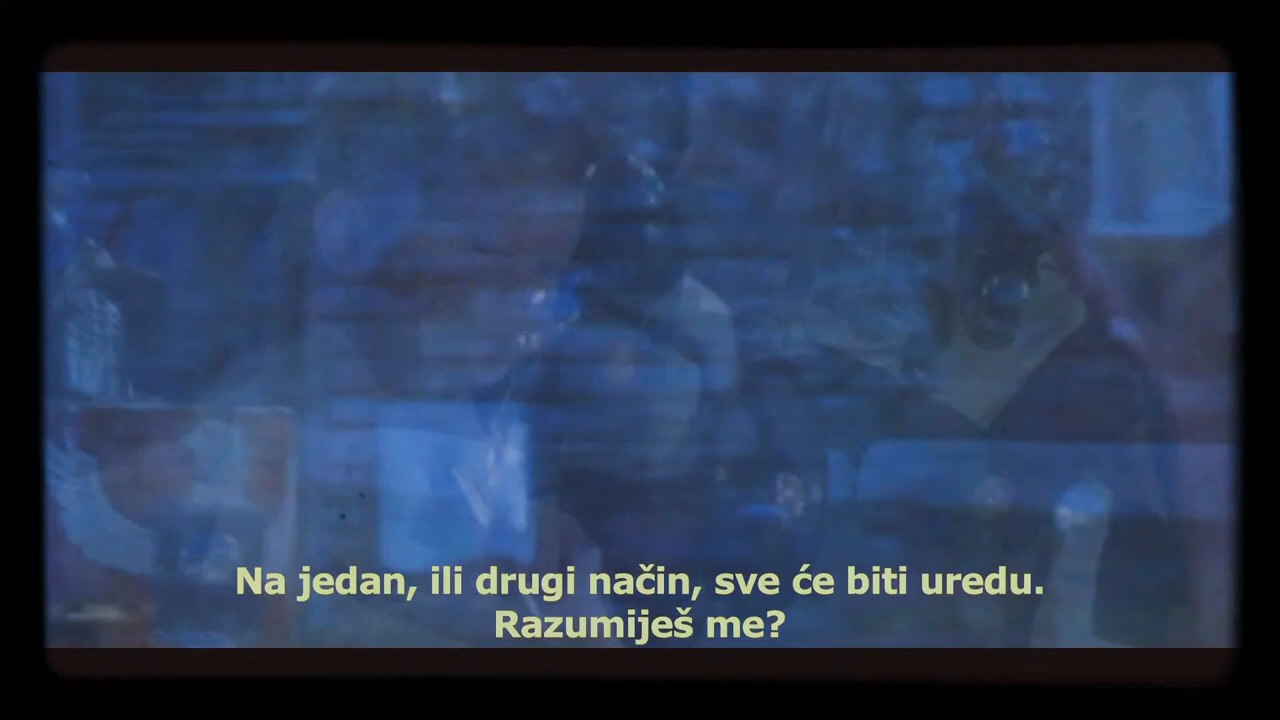 Na jedan, ili drugi način, sve će biti uredu.
Razumiješ me?